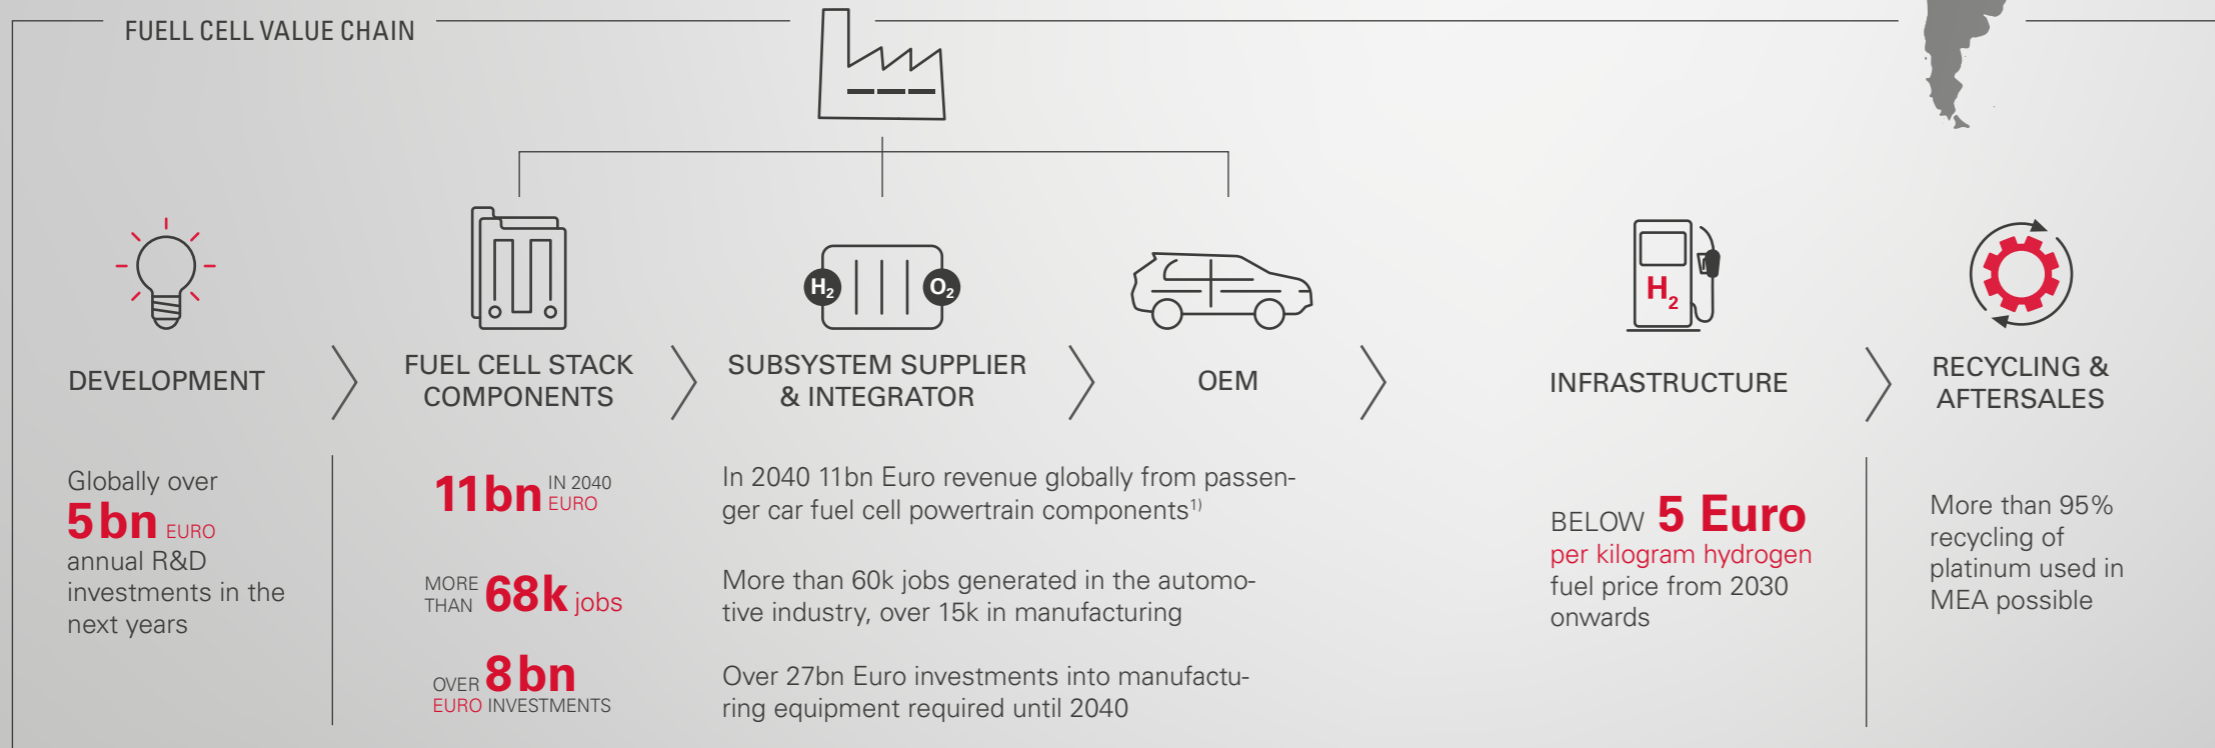 FUELL CELL VALUE CHAIN
H2
O2
H2
DEVELOPMENT
FUEL CELL STACK
COMPONENTS
SUBSYSTEM SUPPLIER
& INTEGRATOR
OEM
INFRASTRUCTURE
RECYCLING &
AFTERSALES
Globally over
5bn EURO
annual R&D
investments in the
next years
11bn IN 2040
EURO
In 2040 11bn Euro revenue globally from passen-
ger car fuel cell powertrain components1)
MORE
THAN 68k jobs
More than 60k jobs generated in the automo-
tive industry, over 15k in manufacturing
OVER 8bn
EURO INVESTMENTS
Over 27bn Euro investments into manufactu-
ring equipment required until 2040
BELOW 5 Euro
per kilogram hydrogen
fuel price from 2030
onwards
More than 95%
recycling of
platinum used in
MEA possible